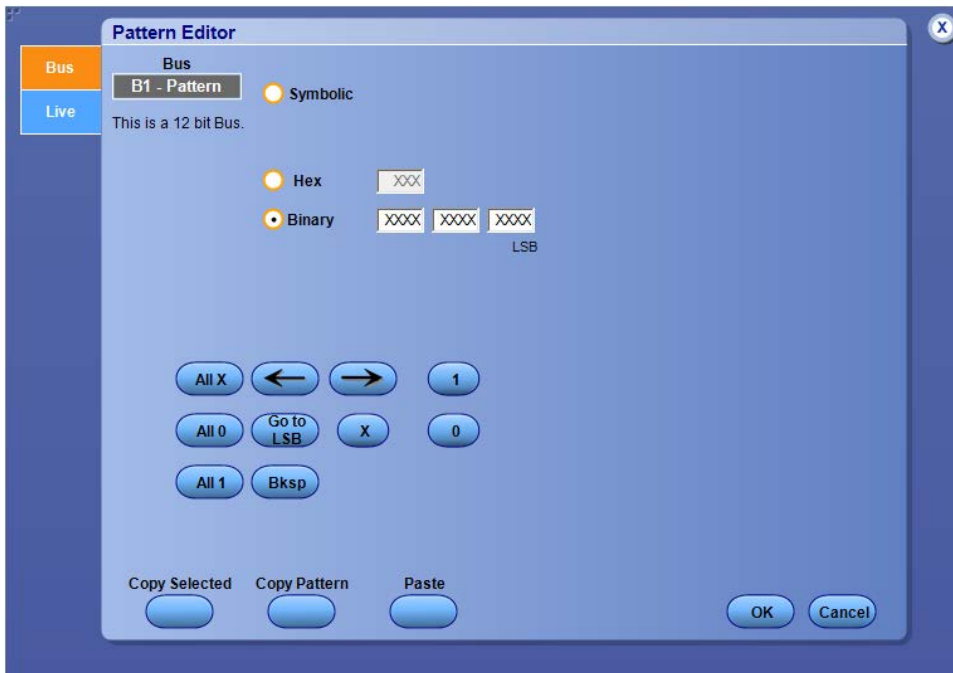 Pattern Editor
X
Bus
Live
Bus
B1 - Pattern
This is a 12 bit Bus.
Symbolic
Hex XXX
Binary XXXX XXXX XXXX
LSB
All X 1
All 0 Go to LSB X 0
All 1 Bksp
Copy Selected Copy Pattern Paste
OK Cancel